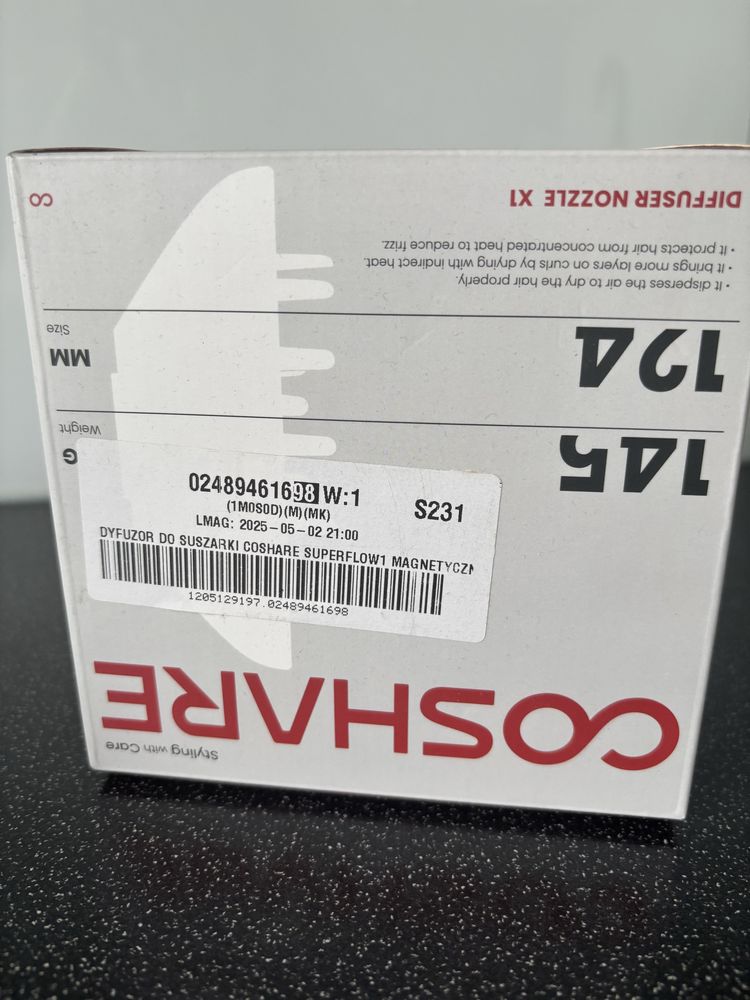 Styling with Care
COSHARE
145 G
Weight
124 MM
Size
• It disperses the air to dry the hair properly.
• It brings more layers on curls by drying with indirect heat.
• It protects hair from concentrated heat to reduce frizz.
DIFFUSER NOZZLE X1
02489461698 W:1
S231
(1M0S0D)(M)(MK)
LMAG: 2025-05-02 21:00
DYFUZOR DO SUSZARKI COSHARE SUPERFLOW1 MAGNETYCZN
1205129197.02489461698